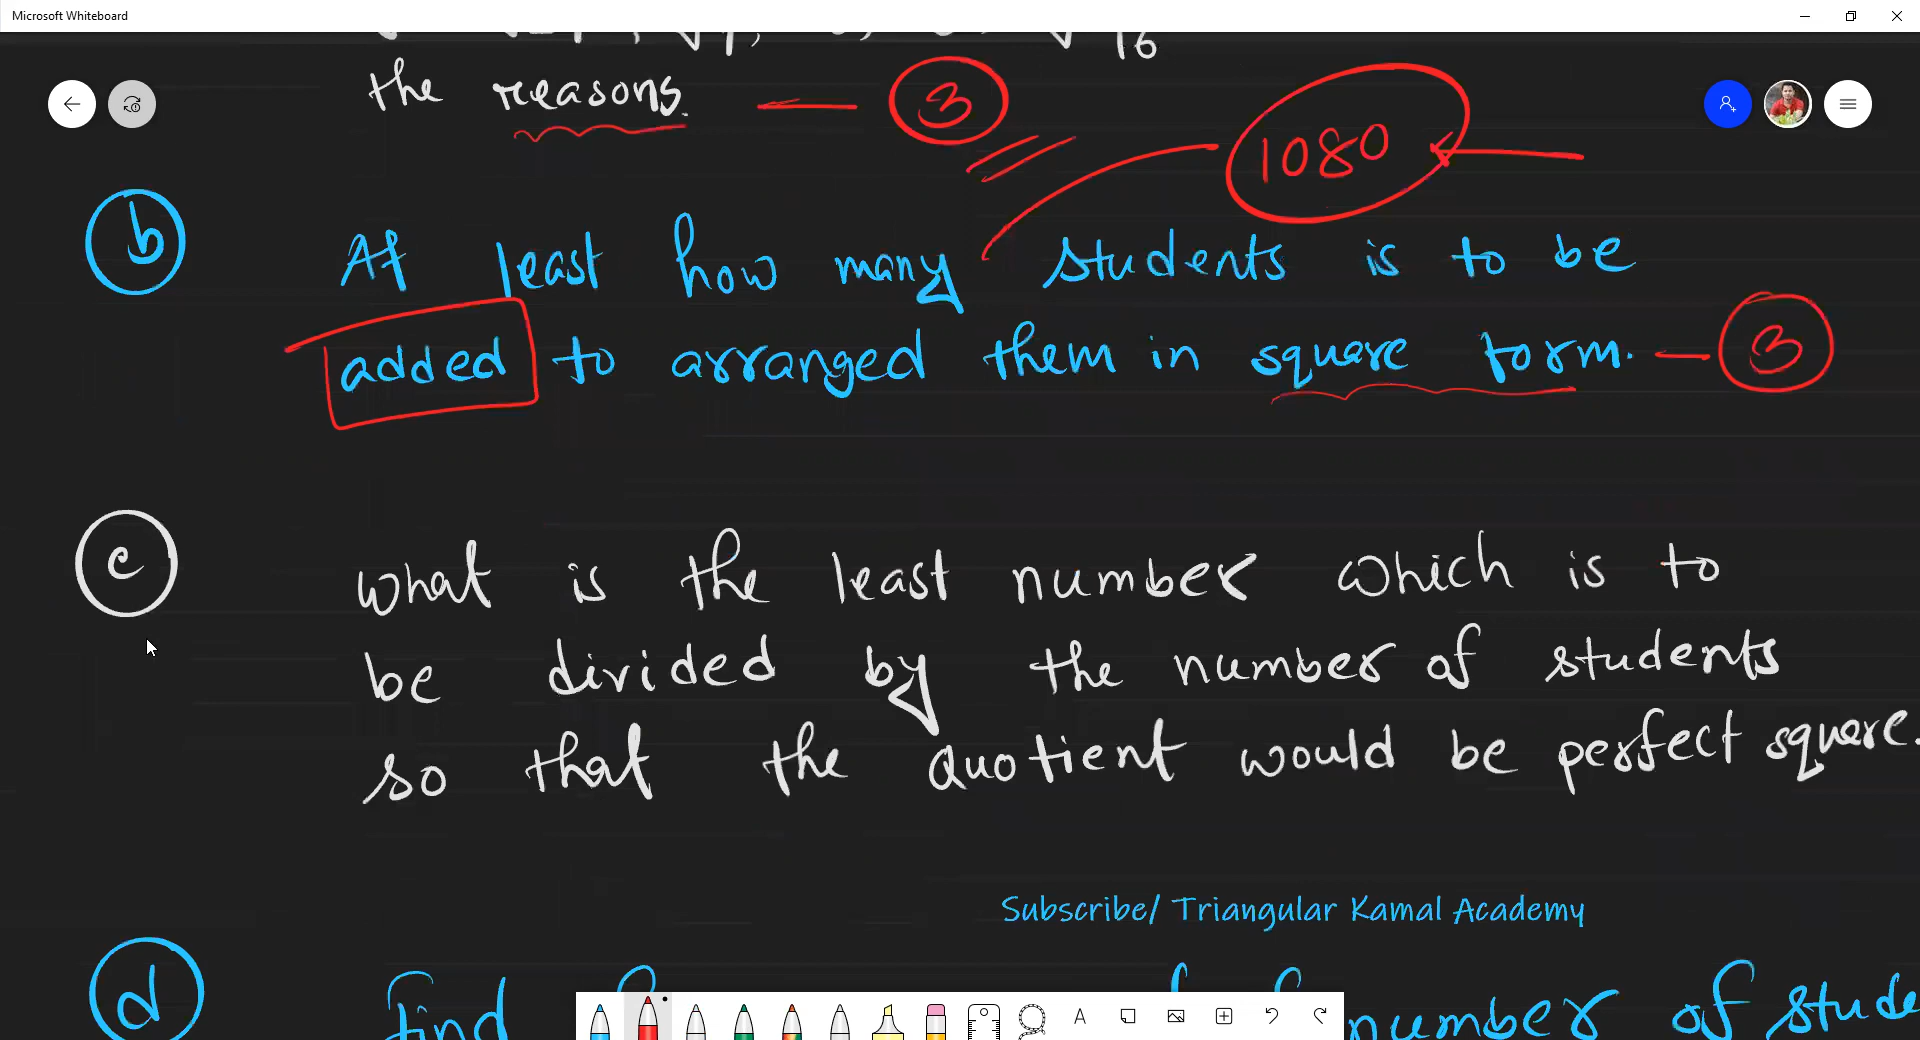 Microsoft Whiteboard
16
the reasons. — 3
1080
b
At least how many students is to be
added to arranged them in square form. — 3
c
what is the least number which is to
be divided by the number of students
so that the quotient would be perfect square.
Subscribe/ Triangular Kamal Academy
d
find number of stude
A